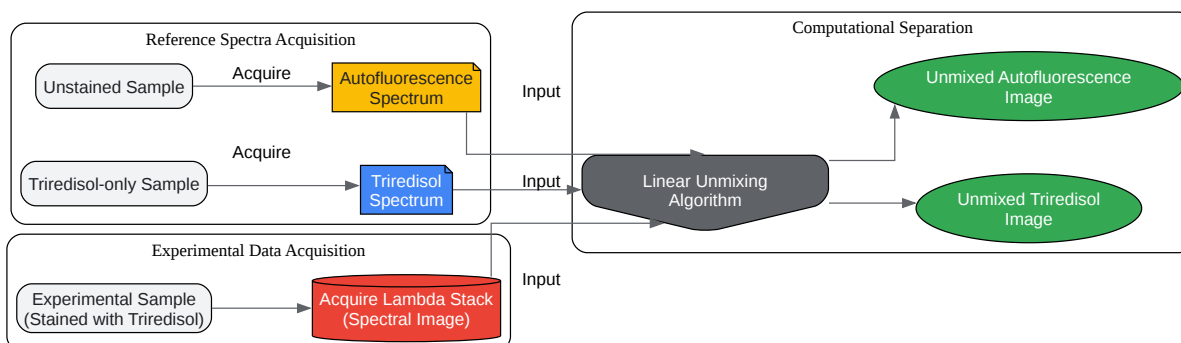 Reference Spectra Acquisition
Unstained Sample
Acquire
Autofluorescence
Spectrum
Input
Triredisol-only Sample
Acquire
Triredisol
Spectrum
Input
Experimental Data Acquisition
Experimental Sample
(Stained with Triredisol)
Acquire Lambda Stack
(Spectral Image)
Input
Computational Separation
Linear Unmixing
Algorithm
Unmixed Autofluorescence
Image
Unmixed Triredisol
Image